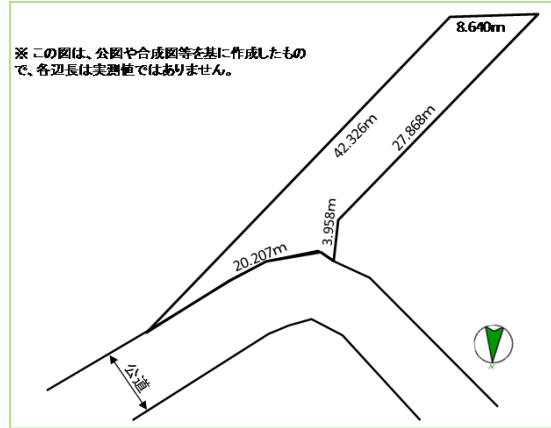 8.640m
※ この図は、公図や合成図等を基に作成したもの
で、各辺長は実測値ではありません。
42.326m
27.868m
3.958m
20.207m
公道
N